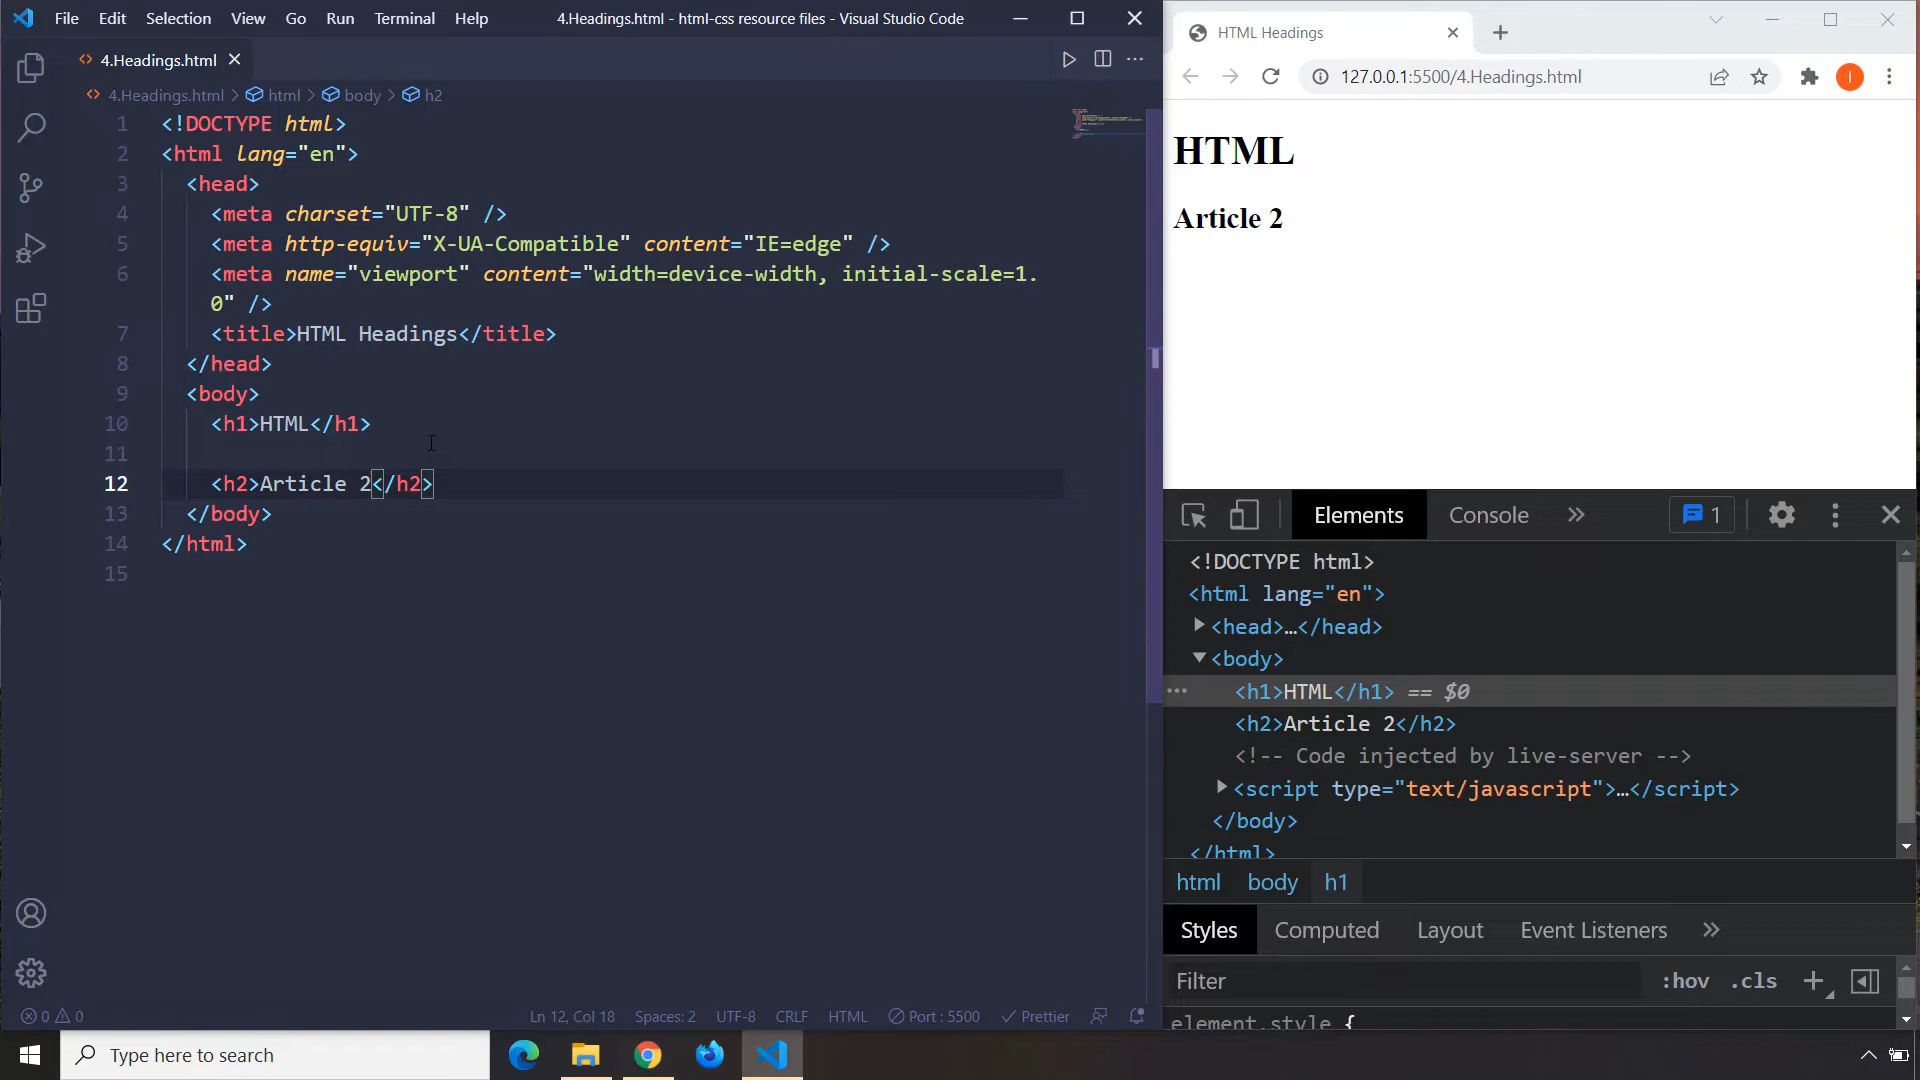 File Edit Selection View Go Run Terminal Help 4.Headings.html - html-css resource files - Visual Studio Code
4.Headings.html
4.Headings.html > html > body > h2
1 <!DOCTYPE html>
2 <html lang="en">
3 <head>
4 <meta charset="UTF-8" />
5 <meta http-equiv="X-UA-Compatible" content="IE=edge" />
6 <meta name="viewport" content="width=device-width, initial-scale=1.
0" />
7 <title>HTML Headings</title>
8 </head>
9 <body>
10 <h1>HTML</h1>
11
12 <h2>Article 2</h2>
13 </body>
14 </html>
15
0 0 Ln 12, Col 18 Spaces: 2 UTF-8 CRLF HTML Port : 5500 Prettier
HTML Headings
127.0.0.1:5500/4.Headings.html I
HTML
Article 2
Elements Console » 1
<!DOCTYPE html>
<html lang="en">
<head>…</head>
<body>
<h1>HTML</h1> == $0
<h2>Article 2</h2>
<!-- Code injected by live-server -->
<script type="text/javascript">…</script>
</body>
</html>
html body h1
Styles Computed Layout Event Listeners »
Filter :hov .cls +
element.style {
Type here to search